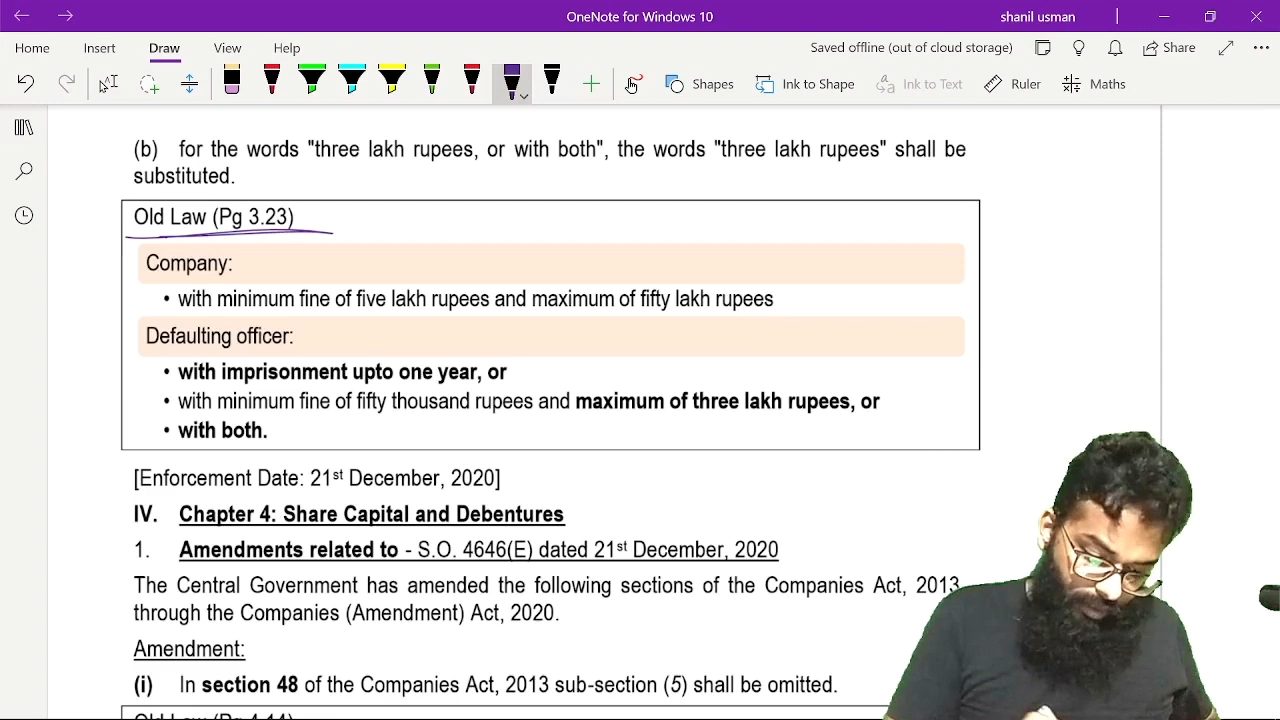 OneNote for Windows 10
shanil usman
Home Insert Draw View Help
Saved offline (out of cloud storage) Share
Shapes Ink to Shape Ink to Text Ruler Maths
(b) for the words "three lakh rupees, or with both", the words "three lakh rupees" shall be
substituted.
Old Law (Pg 3.23)
Company:
• with minimum fine of five lakh rupees and maximum of fifty lakh rupees
Defaulting officer:
• with imprisonment upto one year, or
• with minimum fine of fifty thousand rupees and maximum of three lakh rupees, or
• with both.
[Enforcement Date: 21st December, 2020]
IV. Chapter 4: Share Capital and Debentures
1. Amendments related to - S.O. 4646(E) dated 21st December, 2020
The Central Government has amended the following sections of the Companies Act, 2013
through the Companies (Amendment) Act, 2020.
Amendment:
(i) In section 48 of the Companies Act, 2013 sub-section (5) shall be omitted.
Old Law (Pg 4.14)